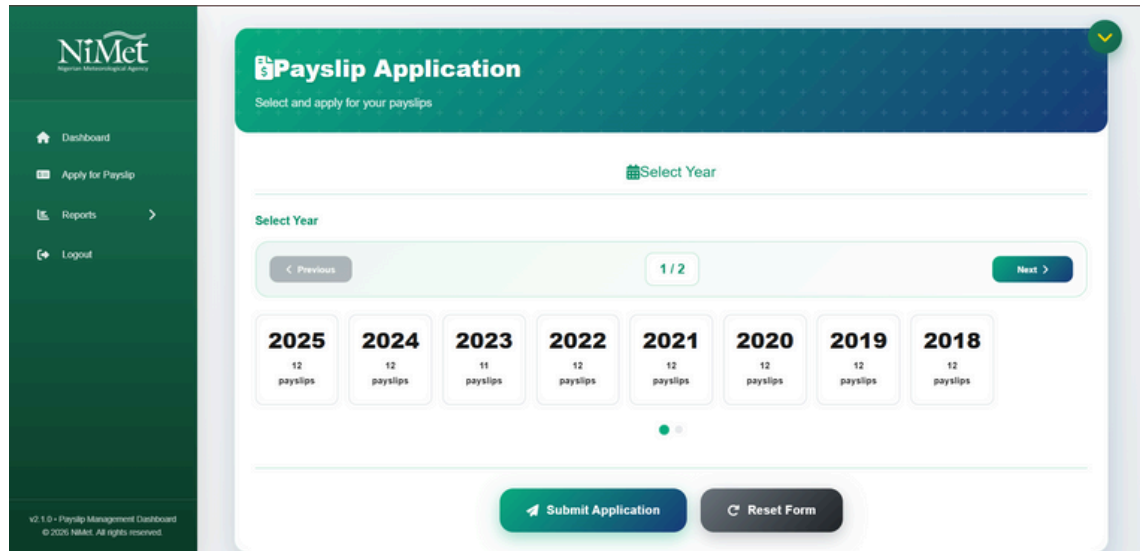 NiMet
Nigerian Meteorological Agency
Dashboard
Apply for Payslip
Reports
Logout
v2.1.0 • Payslip Management Dashboard
© 2026 NiMet. All rights reserved.
Payslip Application
Select and apply for your payslips
Select Year
Select Year
Previous
1 / 2
Next
2025
12
payslips
2024
12
payslips
2023
11
payslips
2022
12
payslips
2021
12
payslips
2020
12
payslips
2019
12
payslips
2018
12
payslips
Submit Application
Reset Form